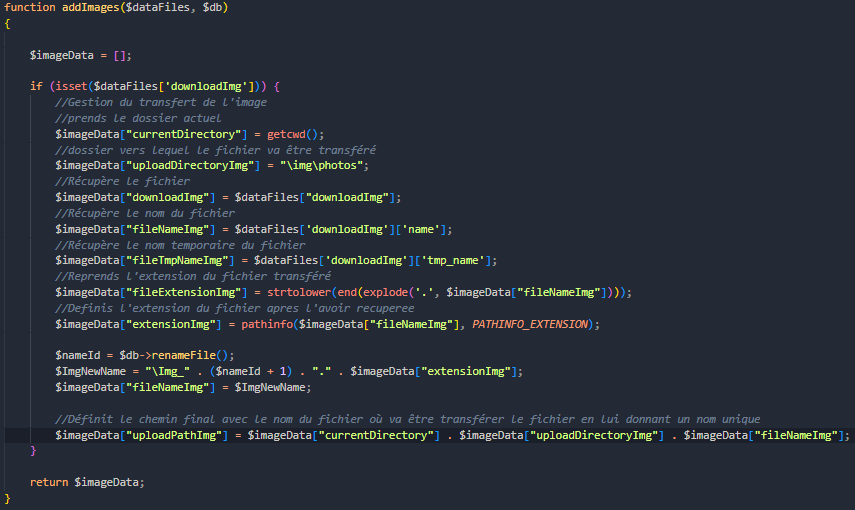 function addImages($dataFiles, $db)
{
$imageData = [];
if (isset($dataFiles['downloadImg'])) {
//Gestion du transfert de l'image
//prends le dossier actuel
$imageData["currentDirectory"] = getcwd();
//dossier vers lequel le fichier va être transféré
$imageData["uploadDirectoryImg"] = "\img\photos";
//Récupère le fichier
$imageData["downloadImg"] = $dataFiles["downloadImg"];
//Récupère le nom du fichier
$imageData["fileNameImg"] = $dataFiles['downloadImg']['name'];
//Récupère le nom temporaire du fichier
$imageData["fileTmpNameImg"] = $dataFiles['downloadImg']['tmp_name'];
//Reprends l'extension du fichier transféré
$imageData["fileExtensionImg"] = strtolower(end(explode('.', $imageData["fileNameImg"])));
//Definis l'extension du fichier apres l'avoir recuperee
$imageData["extensionImg"] = pathinfo($imageData["fileNameImg"], PATHINFO_EXTENSION);
$nameId = $db->renameFile();
$ImgNewName = "\Img_" . ($nameId + 1) . "." . $imageData["extensionImg"];
$imageData["fileNameImg"] = $ImgNewName;
//Définit le chemin final avec le nom du fichier où va être transférer le fichier en lui donnant un nom unique
$imageData["uploadPathImg"] = $imageData["currentDirectory"] . $imageData["uploadDirectoryImg"] . $imageData["fileNameImg"];
}
return $imageData;
}